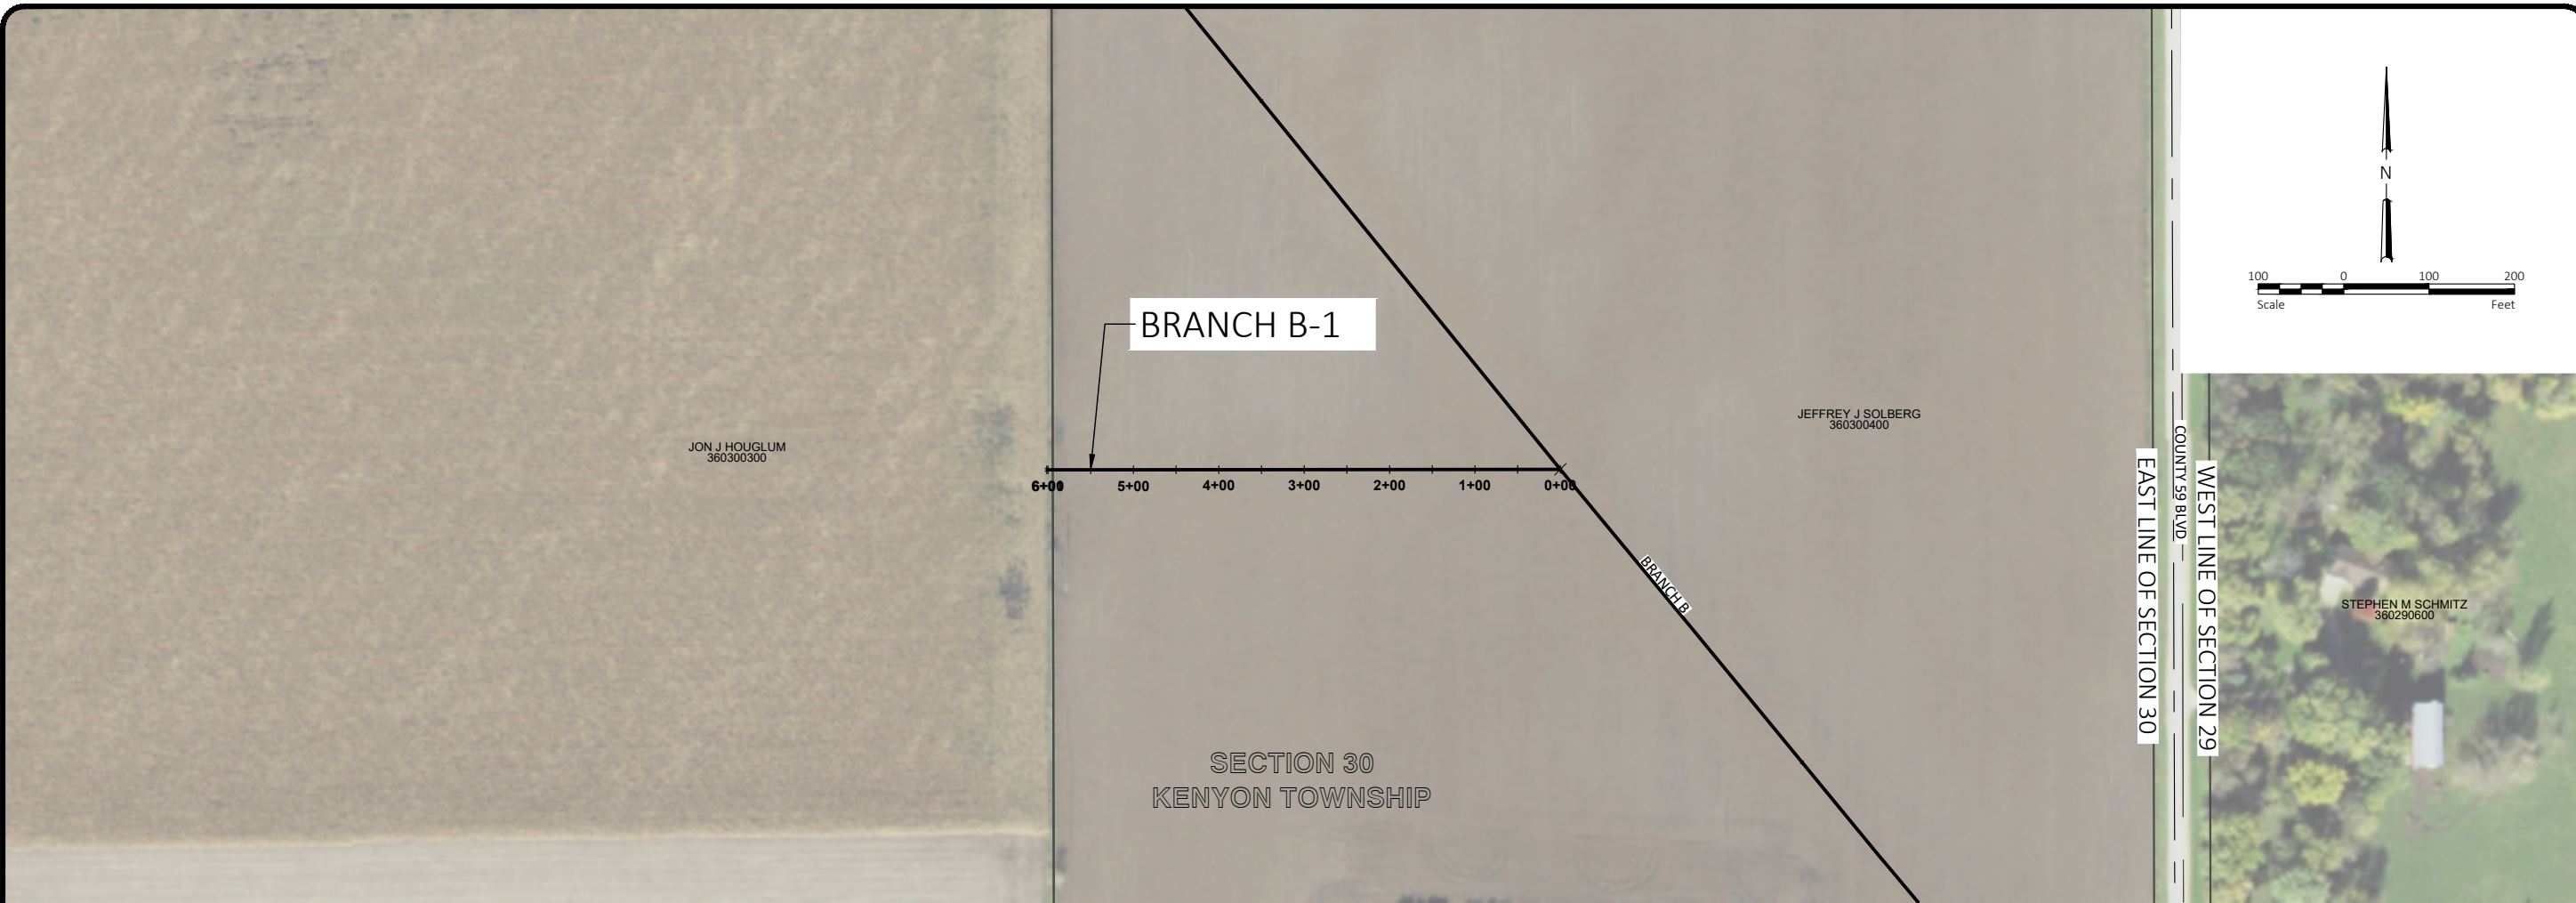 N
100 0 100 200
Scale Feet
BRANCH B-1
JEFFREY J SOLBERG
360300400
JON J HOUGLUM
360300300
5+00 4+00 3+00 2+00 1+00 0+00
BRANCH B
EAST LINE OF SECTION 30
COUNTY 59 BLVD
WEST LINE OF SECTION 29
STEPHEN M SCHMITZ
360290600
SECTION 30
KENYON TOWNSHIP